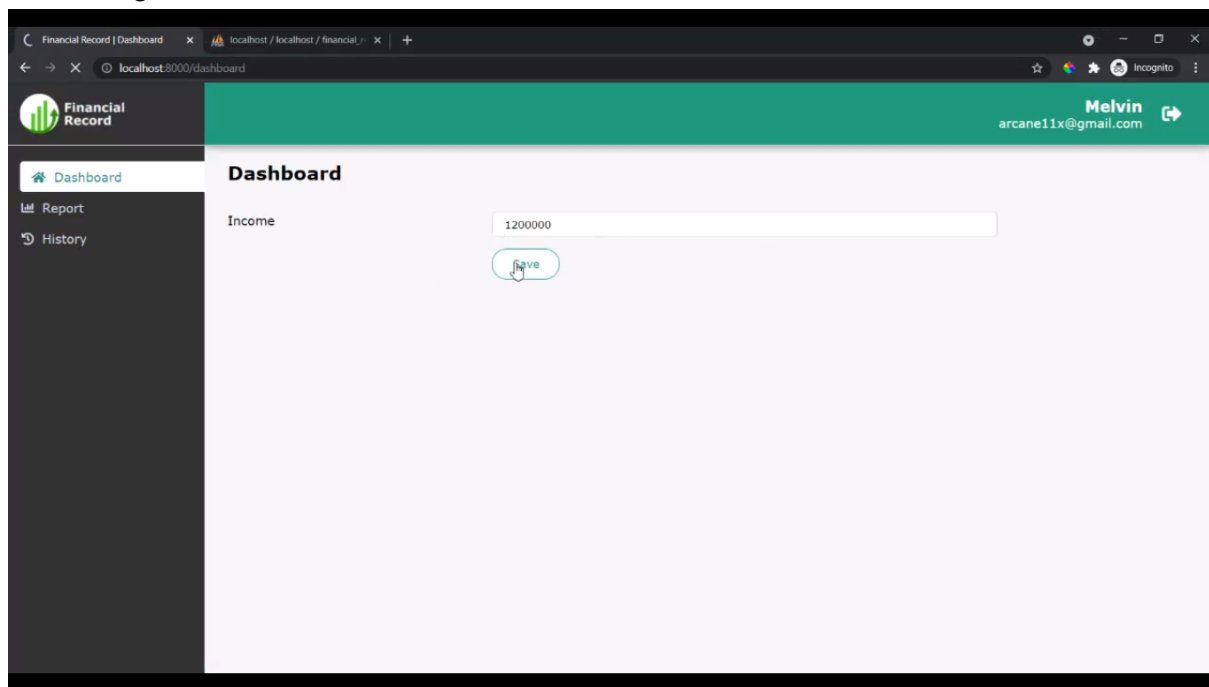 Financial Record | Dashboard
localhost / localhost / financial_r
localhost:8000/dashboard
Incognito
Financial
Record
Melvin
arcane11x@gmail.com
Dashboard
Report
History
Dashboard
Income
1200000
Save